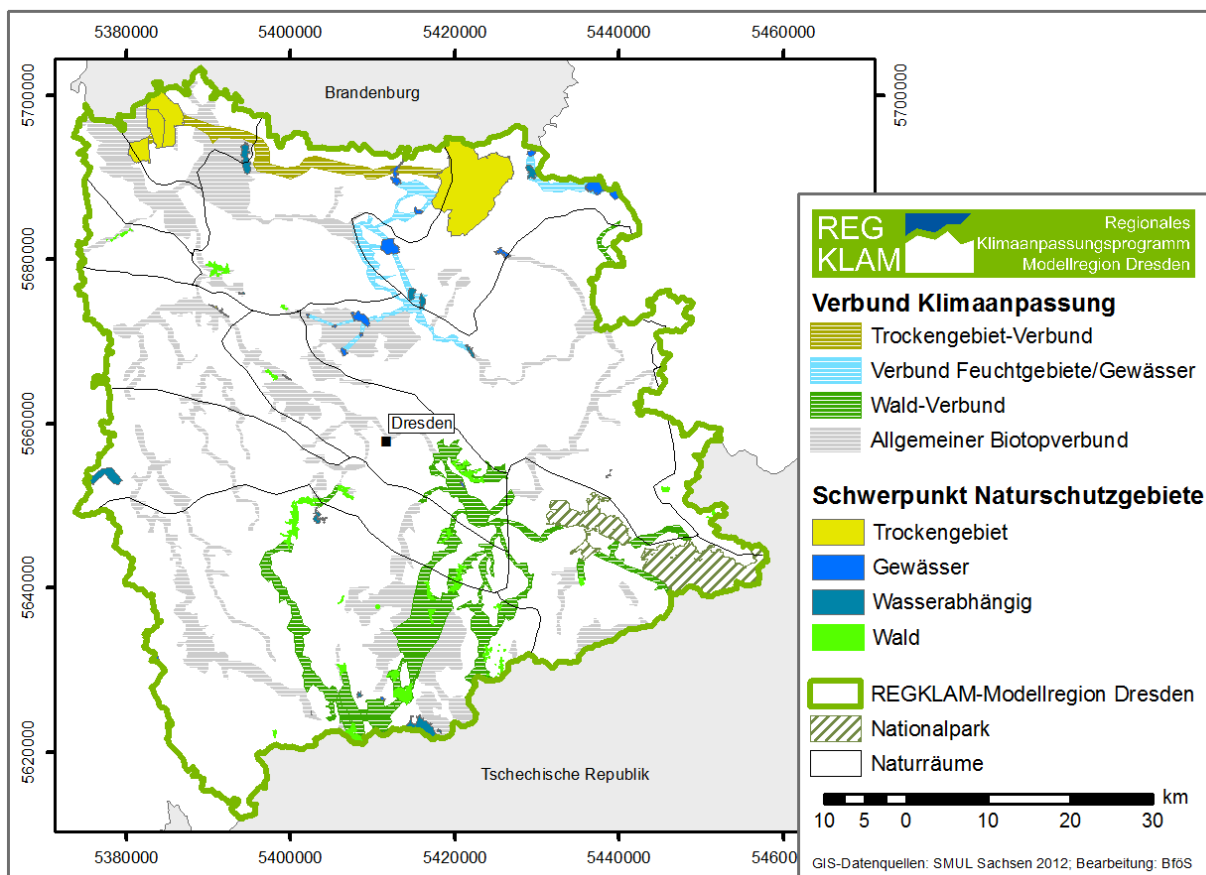 5380000 5400000 5420000 5440000 5460000
5700000
5680000
5660000
5640000
5620000
5700000
Brandenburg
Dresden
Tschechische Republik
5380000 5400000 5420000 5440000 54600
REG
KLAM
Regionales
Klimaanpassungsprogramm
Modellregion Dresden
Verbund Klimaanpassung
Trockengebiet-Verbund
Verbund Feuchtgebiete/Gewässer
Wald-Verbund
Allgemeiner Biotopverbund
Schwerpunkt Naturschutzgebiete
Trockengebiet
Gewässer
Wasserabhängig
Wald
REGKLAM-Modellregion Dresden
Nationalpark
Naturräume
km
10 5 0 10 20 30
GIS-Datenquellen: SMUL Sachsen 2012; Bearbeitung: BföS